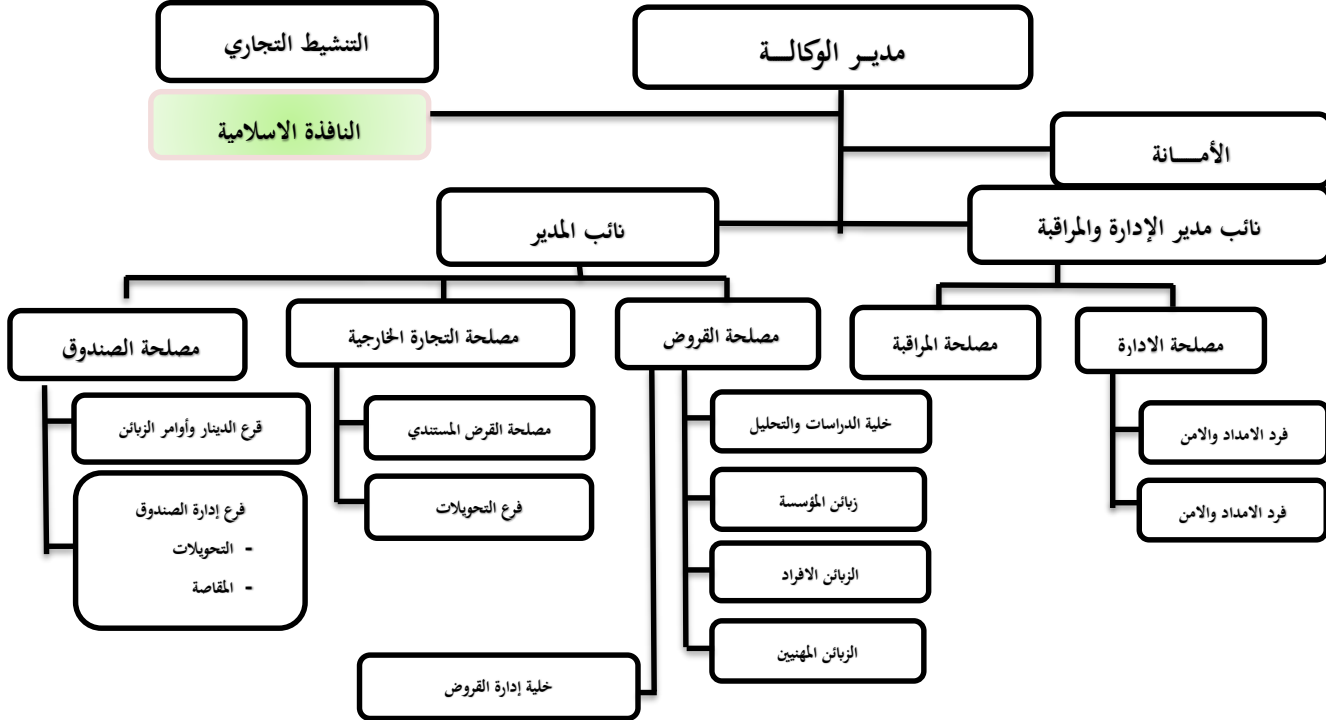 مديـر الوكالــة
التنشيط التجاري
النافذة الاسلامية
الأمــــانة
نائب مدير الإدارة والمراقبة
نائب المدير
مصلحة الادارة
مصلحة المراقبة
مصلحة القروض
مصلحة التجارة الخارجية
مصلحة الصندوق
فرد الامداد والامن
فرد الامداد والامن
خلية الدراسات والتحليل
زبائن المؤسسة
الزبائن الافراد
الزبائن المهنيين
خلية إدارة القروض
مصلحة القرض المستندي
فرع التحويلات
قرع الدينار وأوامر الزبائن
فرع إدارة الصندوق
- التحويلات
- المقاصة